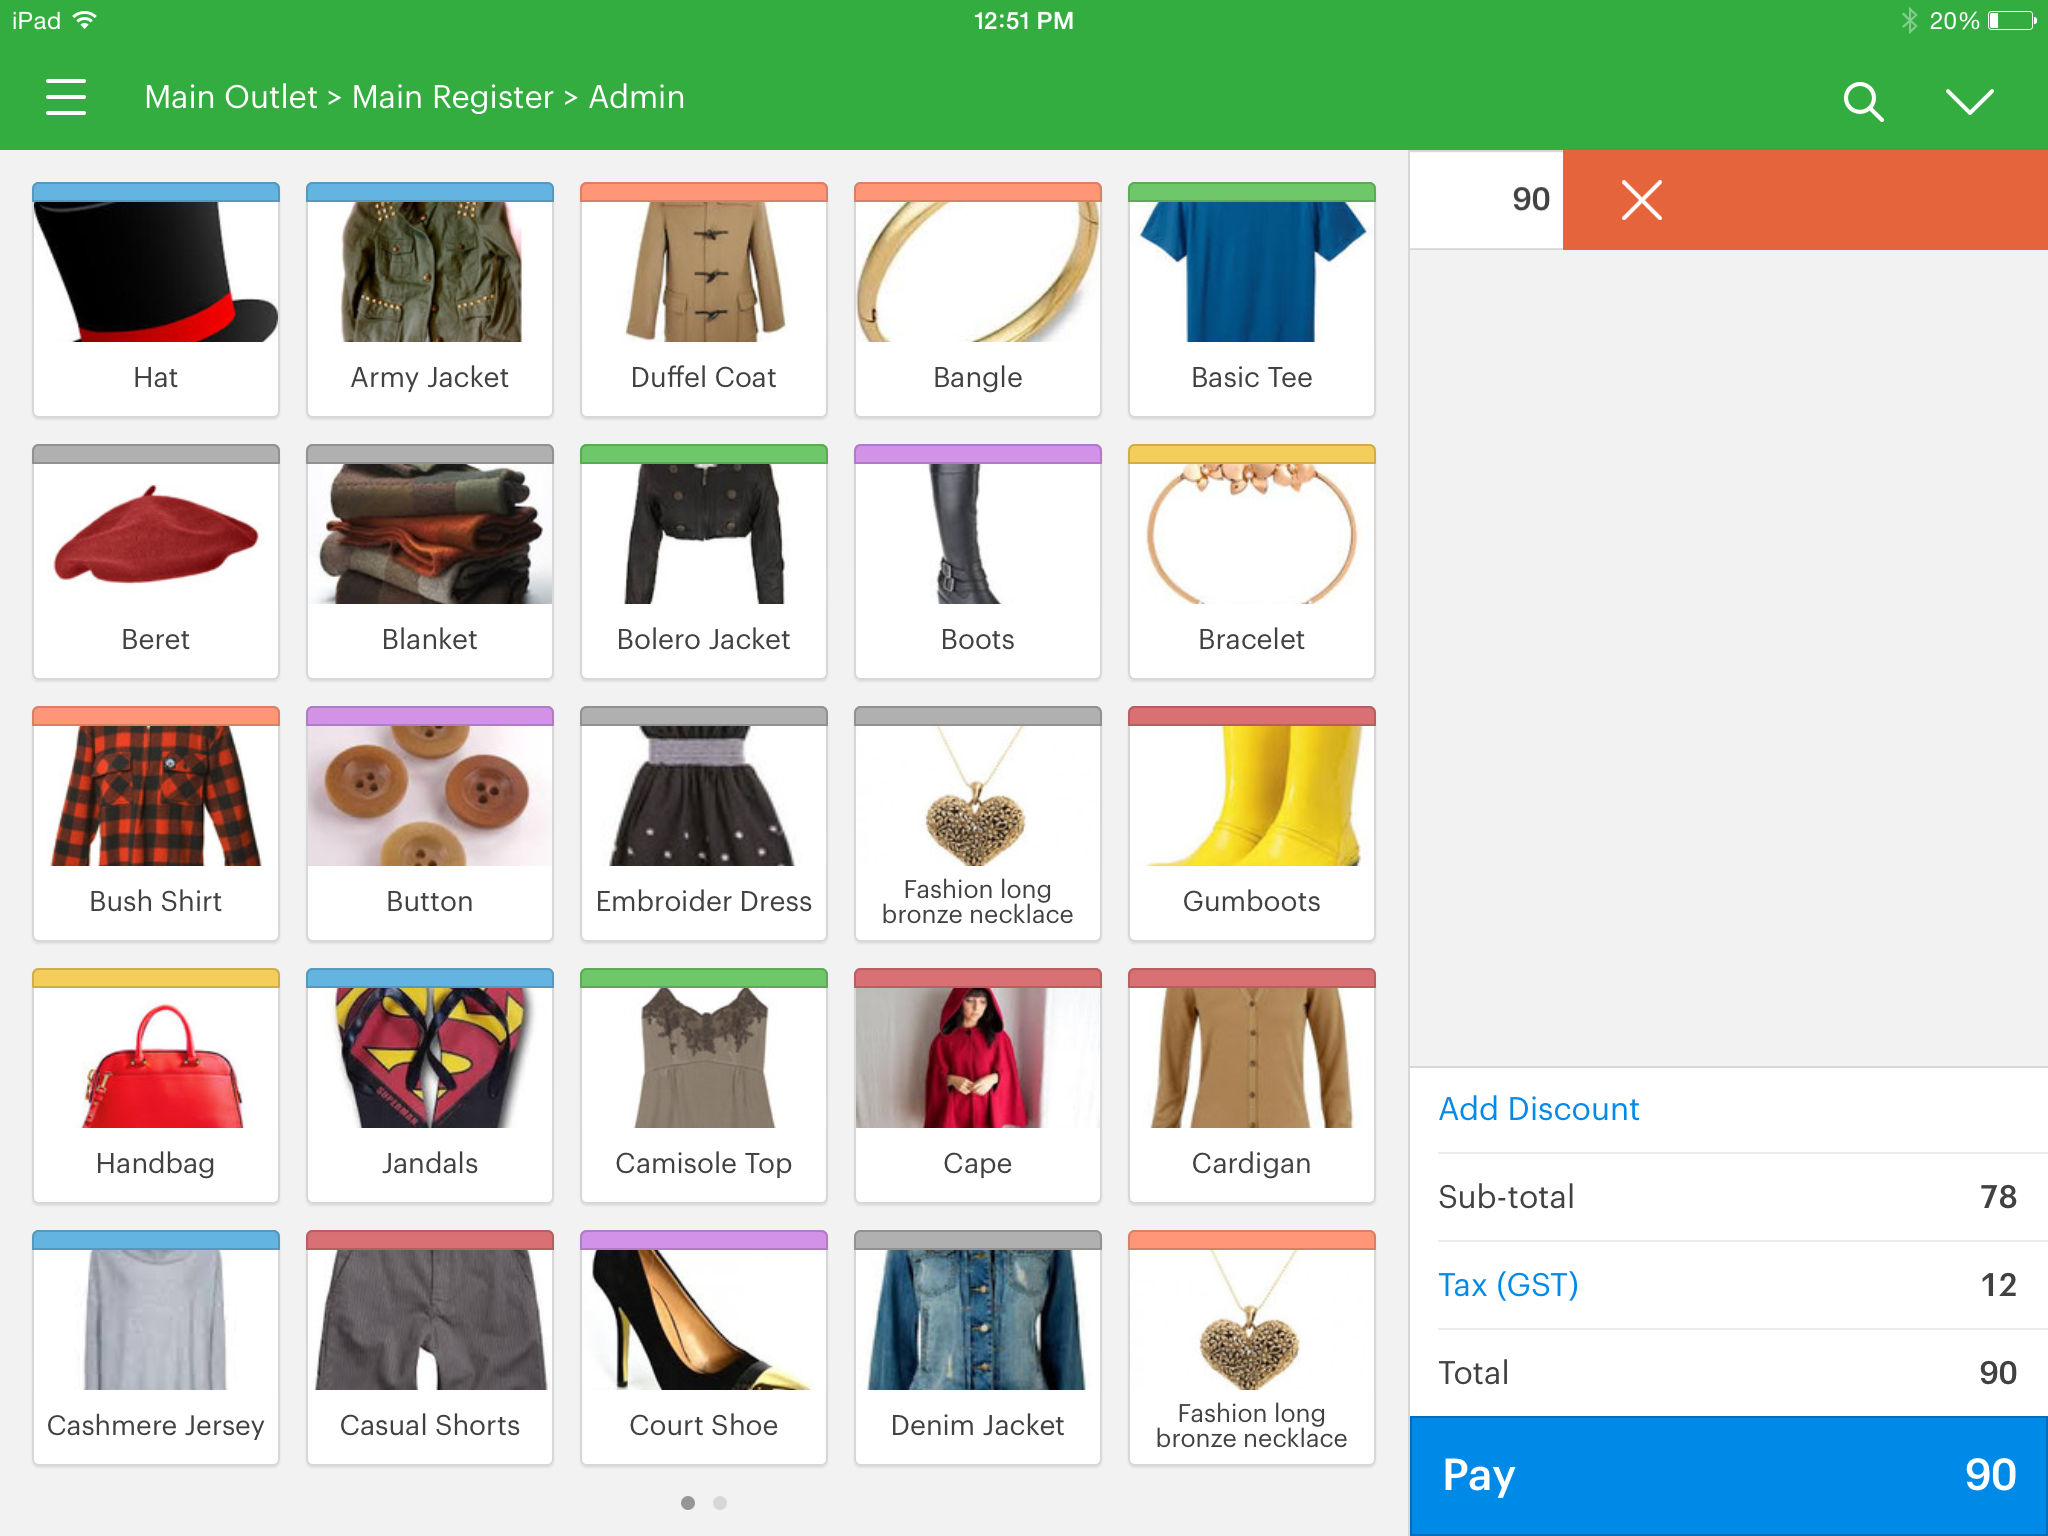 iPad
12:51 PM
20%
Main Outlet > Main Register > Admin
90
Hat
Army Jacket
Duffel Coat
Bangle
Basic Tee
Beret
Blanket
Bolero Jacket
Boots
Bracelet
Bush Shirt
Button
Embroider Dress
Fashion long
bronze necklace
Gumboots
SUPERMAN
Handbag
Jandals
Camisole Top
Cape
Cardigan
Cashmere Jersey
Casual Shorts
Court Shoe
Denim Jacket
Fashion long
bronze necklace
Add Discount
Sub-total 78
Tax (GST) 12
Total 90
Pay 90